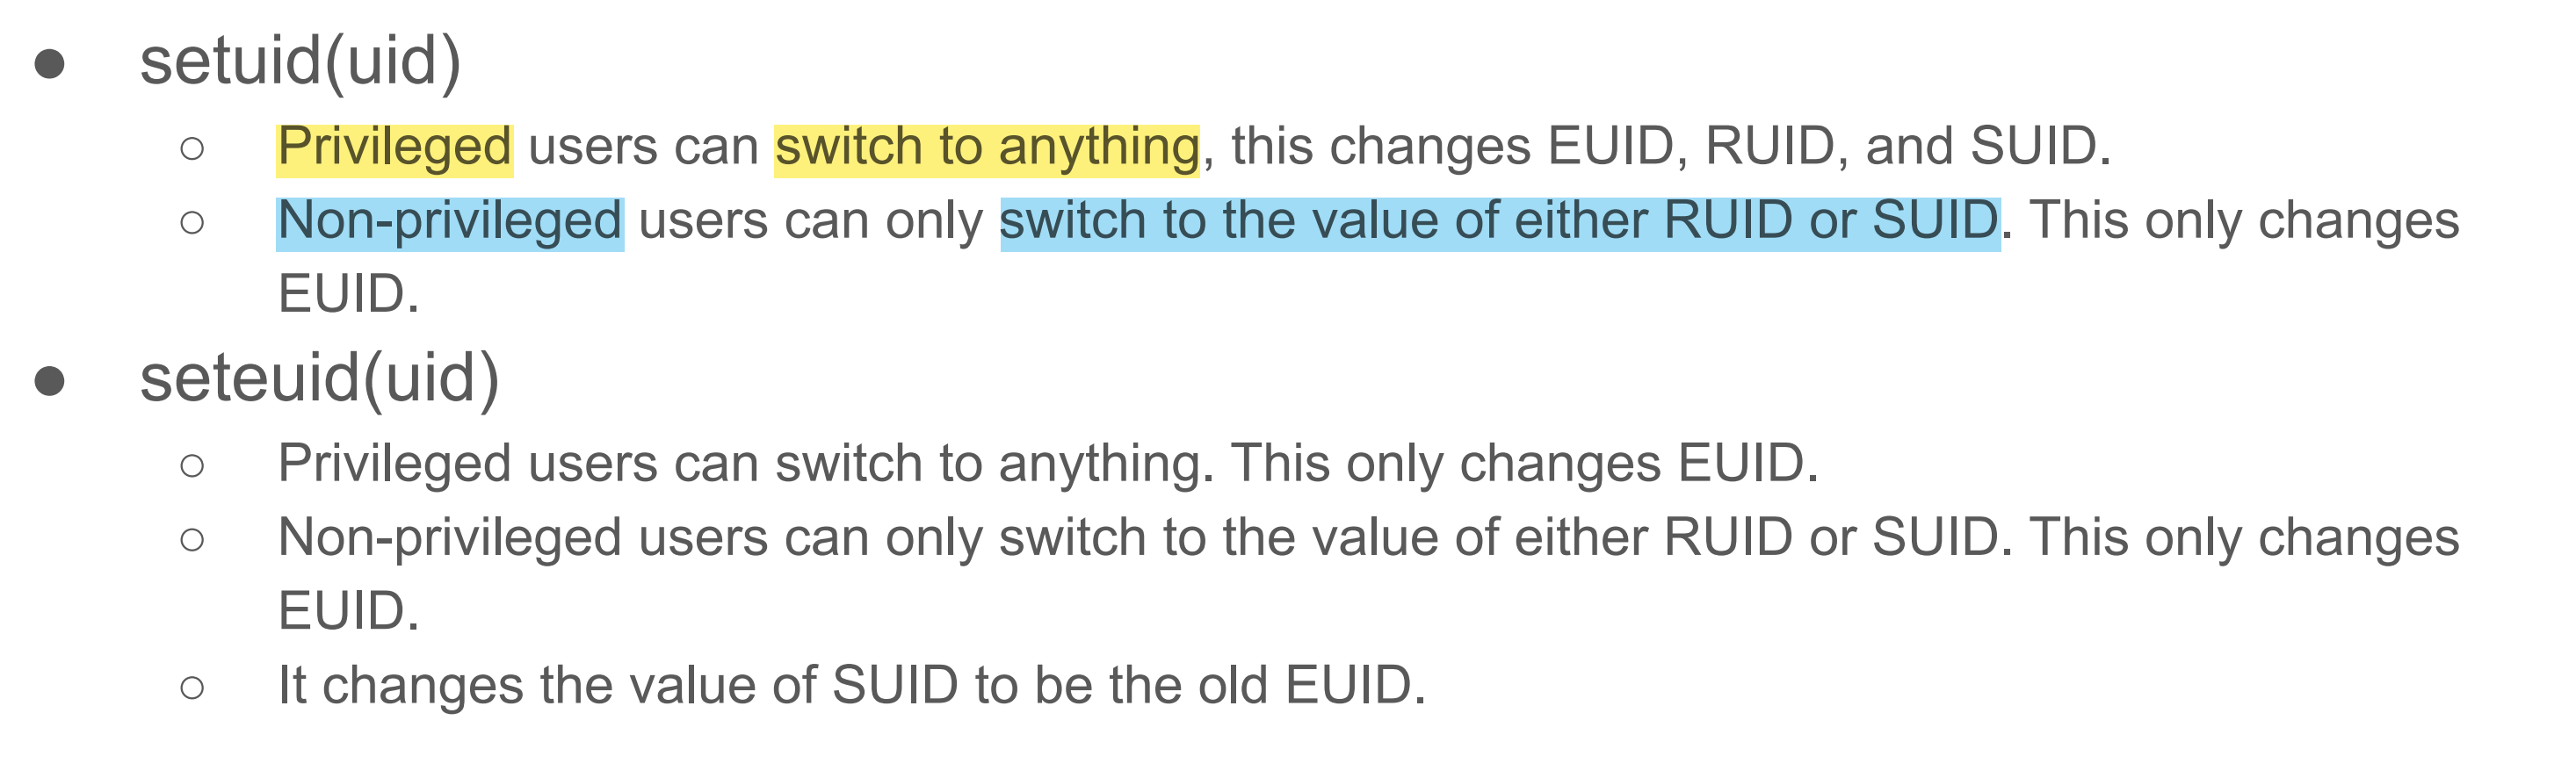 ● setuid(uid)
○ Privileged users can switch to anything, this changes EUID, RUID, and SUID.
○ Non-privileged users can only switch to the value of either RUID or SUID. This only changes
EUID.
● seteuid(uid)
○ Privileged users can switch to anything. This only changes EUID.
○ Non-privileged users can only switch to the value of either RUID or SUID. This only changes
EUID.
○ It changes the value of SUID to be the old EUID.